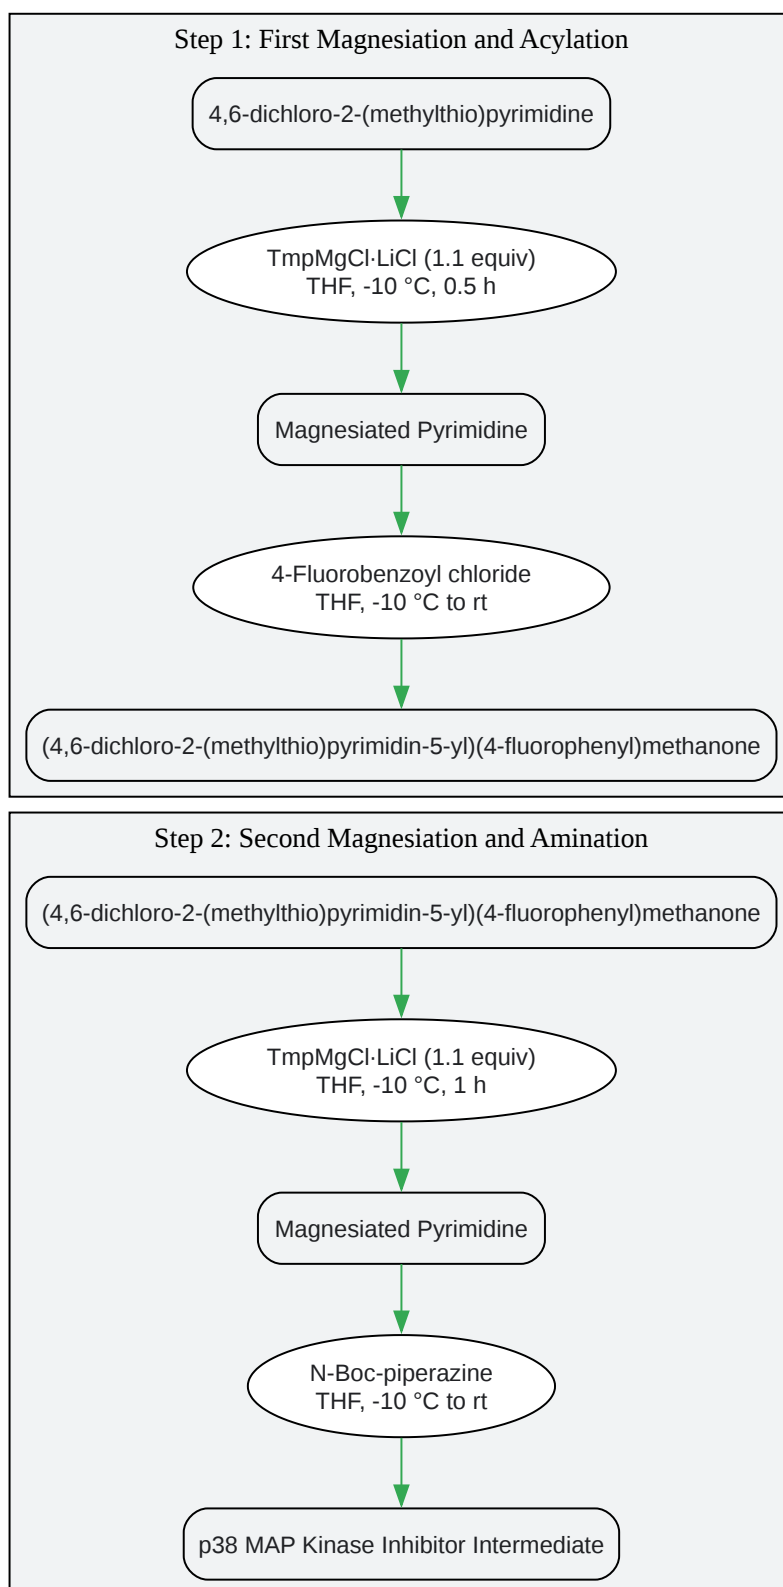 Step 1: First Magnesiation and Acylation
4,6-dichloro-2-(methylthio)pyrimidine
TmpMgCl·LiCl (1.1 equiv)
THF, -10 °C, 0.5 h
Magnesiated Pyrimidine
4-Fluorobenzoyl chloride
THF, -10 °C to rt
(4,6-dichloro-2-(methylthio)pyrimidin-5-yl)(4-fluorophenyl)methanone
Step 2: Second Magnesiation and Amination
(4,6-dichloro-2-(methylthio)pyrimidin-5-yl)(4-fluorophenyl)methanone
TmpMgCl·LiCl (1.1 equiv)
THF, -10 °C, 1 h
Magnesiated Pyrimidine
N-Boc-piperazine
THF, -10 °C to rt
p38 MAP Kinase Inhibitor Intermediate